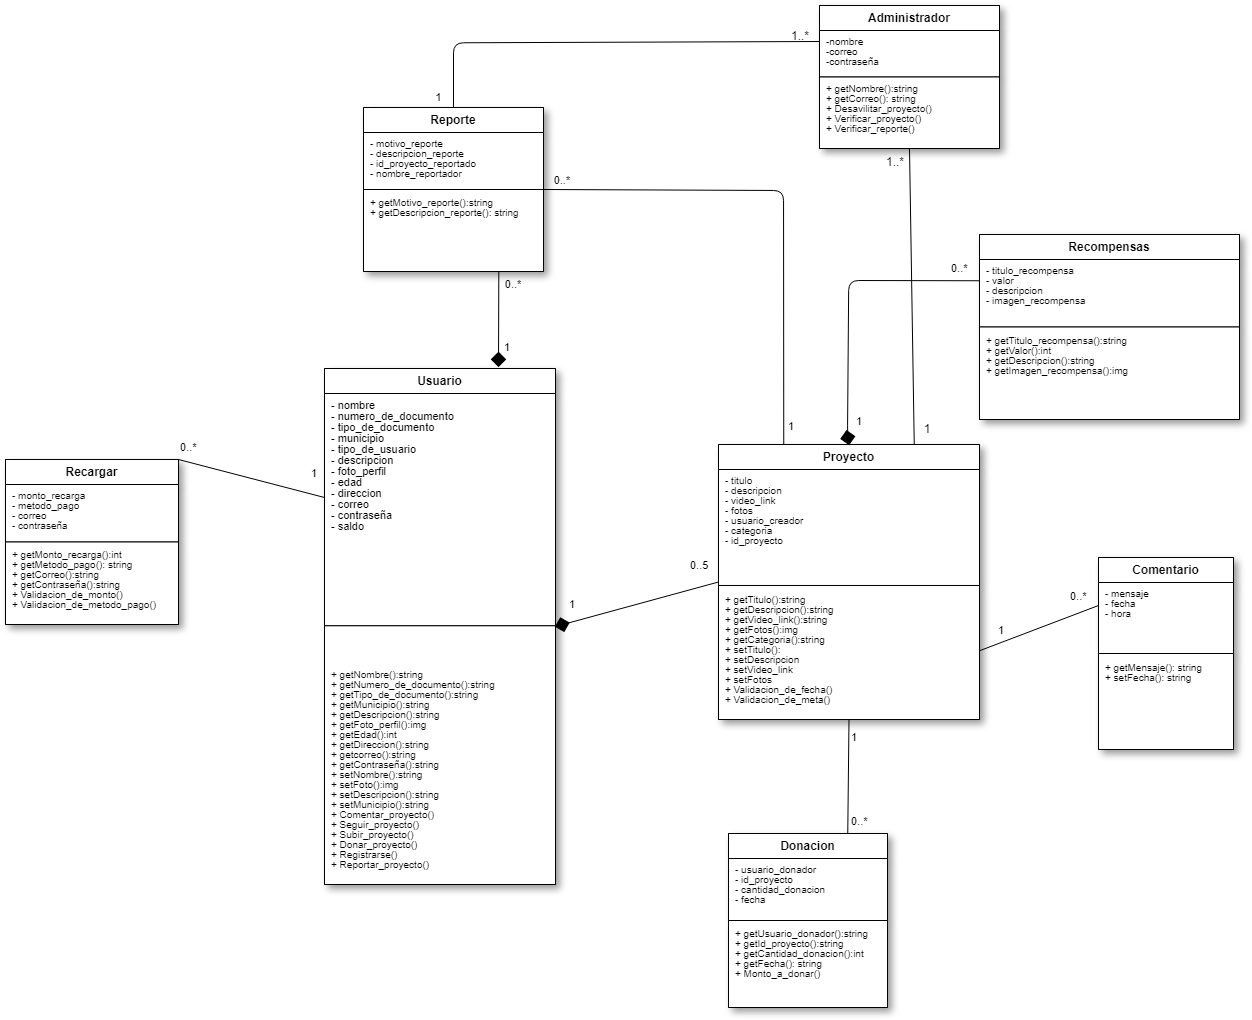 Administrador
-nombre
-correo
-contraseña
+ getNombre():string
+ getCorreo(): string
+ Desavilitar_proyecto()
+ Verificar_proyecto()
+ Verificar_reporte()
1..*
1
1..*
Reporte
- motivo_reporte
- descripcion_reporte
- id_proyecto_reportado
- nombre_reportador
+ getMotivo_reporte():string
+ getDescripcion_reporte(): string
0..*
0..*
1
Recompensas
- titulo_recompensa
- valor
- descripcion
- imagen_recompensa
+ getTitulo_recompensa():string
+ getValor():int
+ getDescripcion():string
+ getImagen_recompensa():img
0..*
1
1
1
Usuario
- nombre
- numero_de_documento
- tipo_de_documento
- municipio
- tipo_de_usuario
- descripcion
- foto_perfil
- edad
- direccion
- correo
- contraseña
- saldo
+ getNombre():string
+ getNumero_de_documento():string
+ getTipo_de_documento():string
+ getMunicipio():string
+ getDescripcion():string
+ getFoto_perfil():img
+ getEdad():int
+ getDireccion():string
+ getcorreo():string
+ getContraseña():string
+ setNombre():string
+ setFoto():img
+ setDescripcion():string
+ setMunicipio():string
+ Comentar_proyecto()
+ Seguir_proyecto()
+ Subir_proyecto()
+ Donar_proyecto()
+ Registrarse()
+ Reportar_proyecto()
0..*
1
Recargar
- monto_recarga
- metodo_pago
- correo
- contraseña
+ getMonto_recarga():int
+ getMetodo_pago(): string
+ getCorreo():string
+ getContraseña():string
+ Validacion_de_monto()
+ Validacion_de_metodo_pago()
0..5
1
Proyecto
- titulo
- descripcion
- video_link
- fotos
- usuario_creador
- categoria
- id_proyecto
+ getTitulo():string
+ getDescripcion():string
+ getVideo_link():string
+ getFotos():img
+ getCategoria():string
+ setTitulo():
+ setDescripcion
+ setVideo_link
+ setFotos
+ Validacion_de_fecha()
+ Validacion_de_meta()
0..*
1
Comentario
- mensaje
- fecha
- hora
+ getMensaje(): string
+ setFecha(): string
1
0..*
Donacion
- usuario_donador
- id_proyecto
- cantidad_donacion
- fecha
+ getUsuario_donador():string
+ getId_proyecto():string
+ getCantidad_donacion():int
+ getFecha(): string
+ Monto_a_donar()